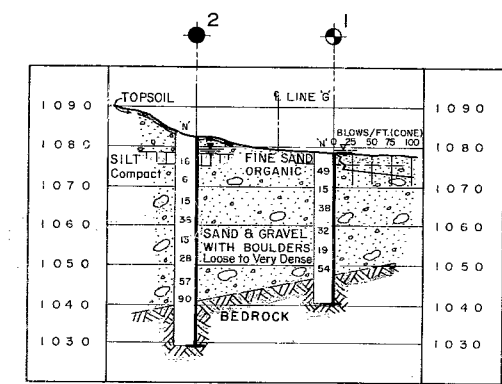 2 1
TOPSOIL ℄ LINE 'G'
1090 1090
'N' 'N' BLOWS/FT.(CONE)
0 25 50 75 100
1080 1080
SILT 16 FINE SAND 49
Compact 6 ORGANIC 15
1070 1070
15 38
1060 35 32 1060
15 SAND & GRAVEL 19
28 WITH BOULDERS 54
1050 Loose to Very Dense 1050
57
90
1040 BEDROCK 1040
1030 1030